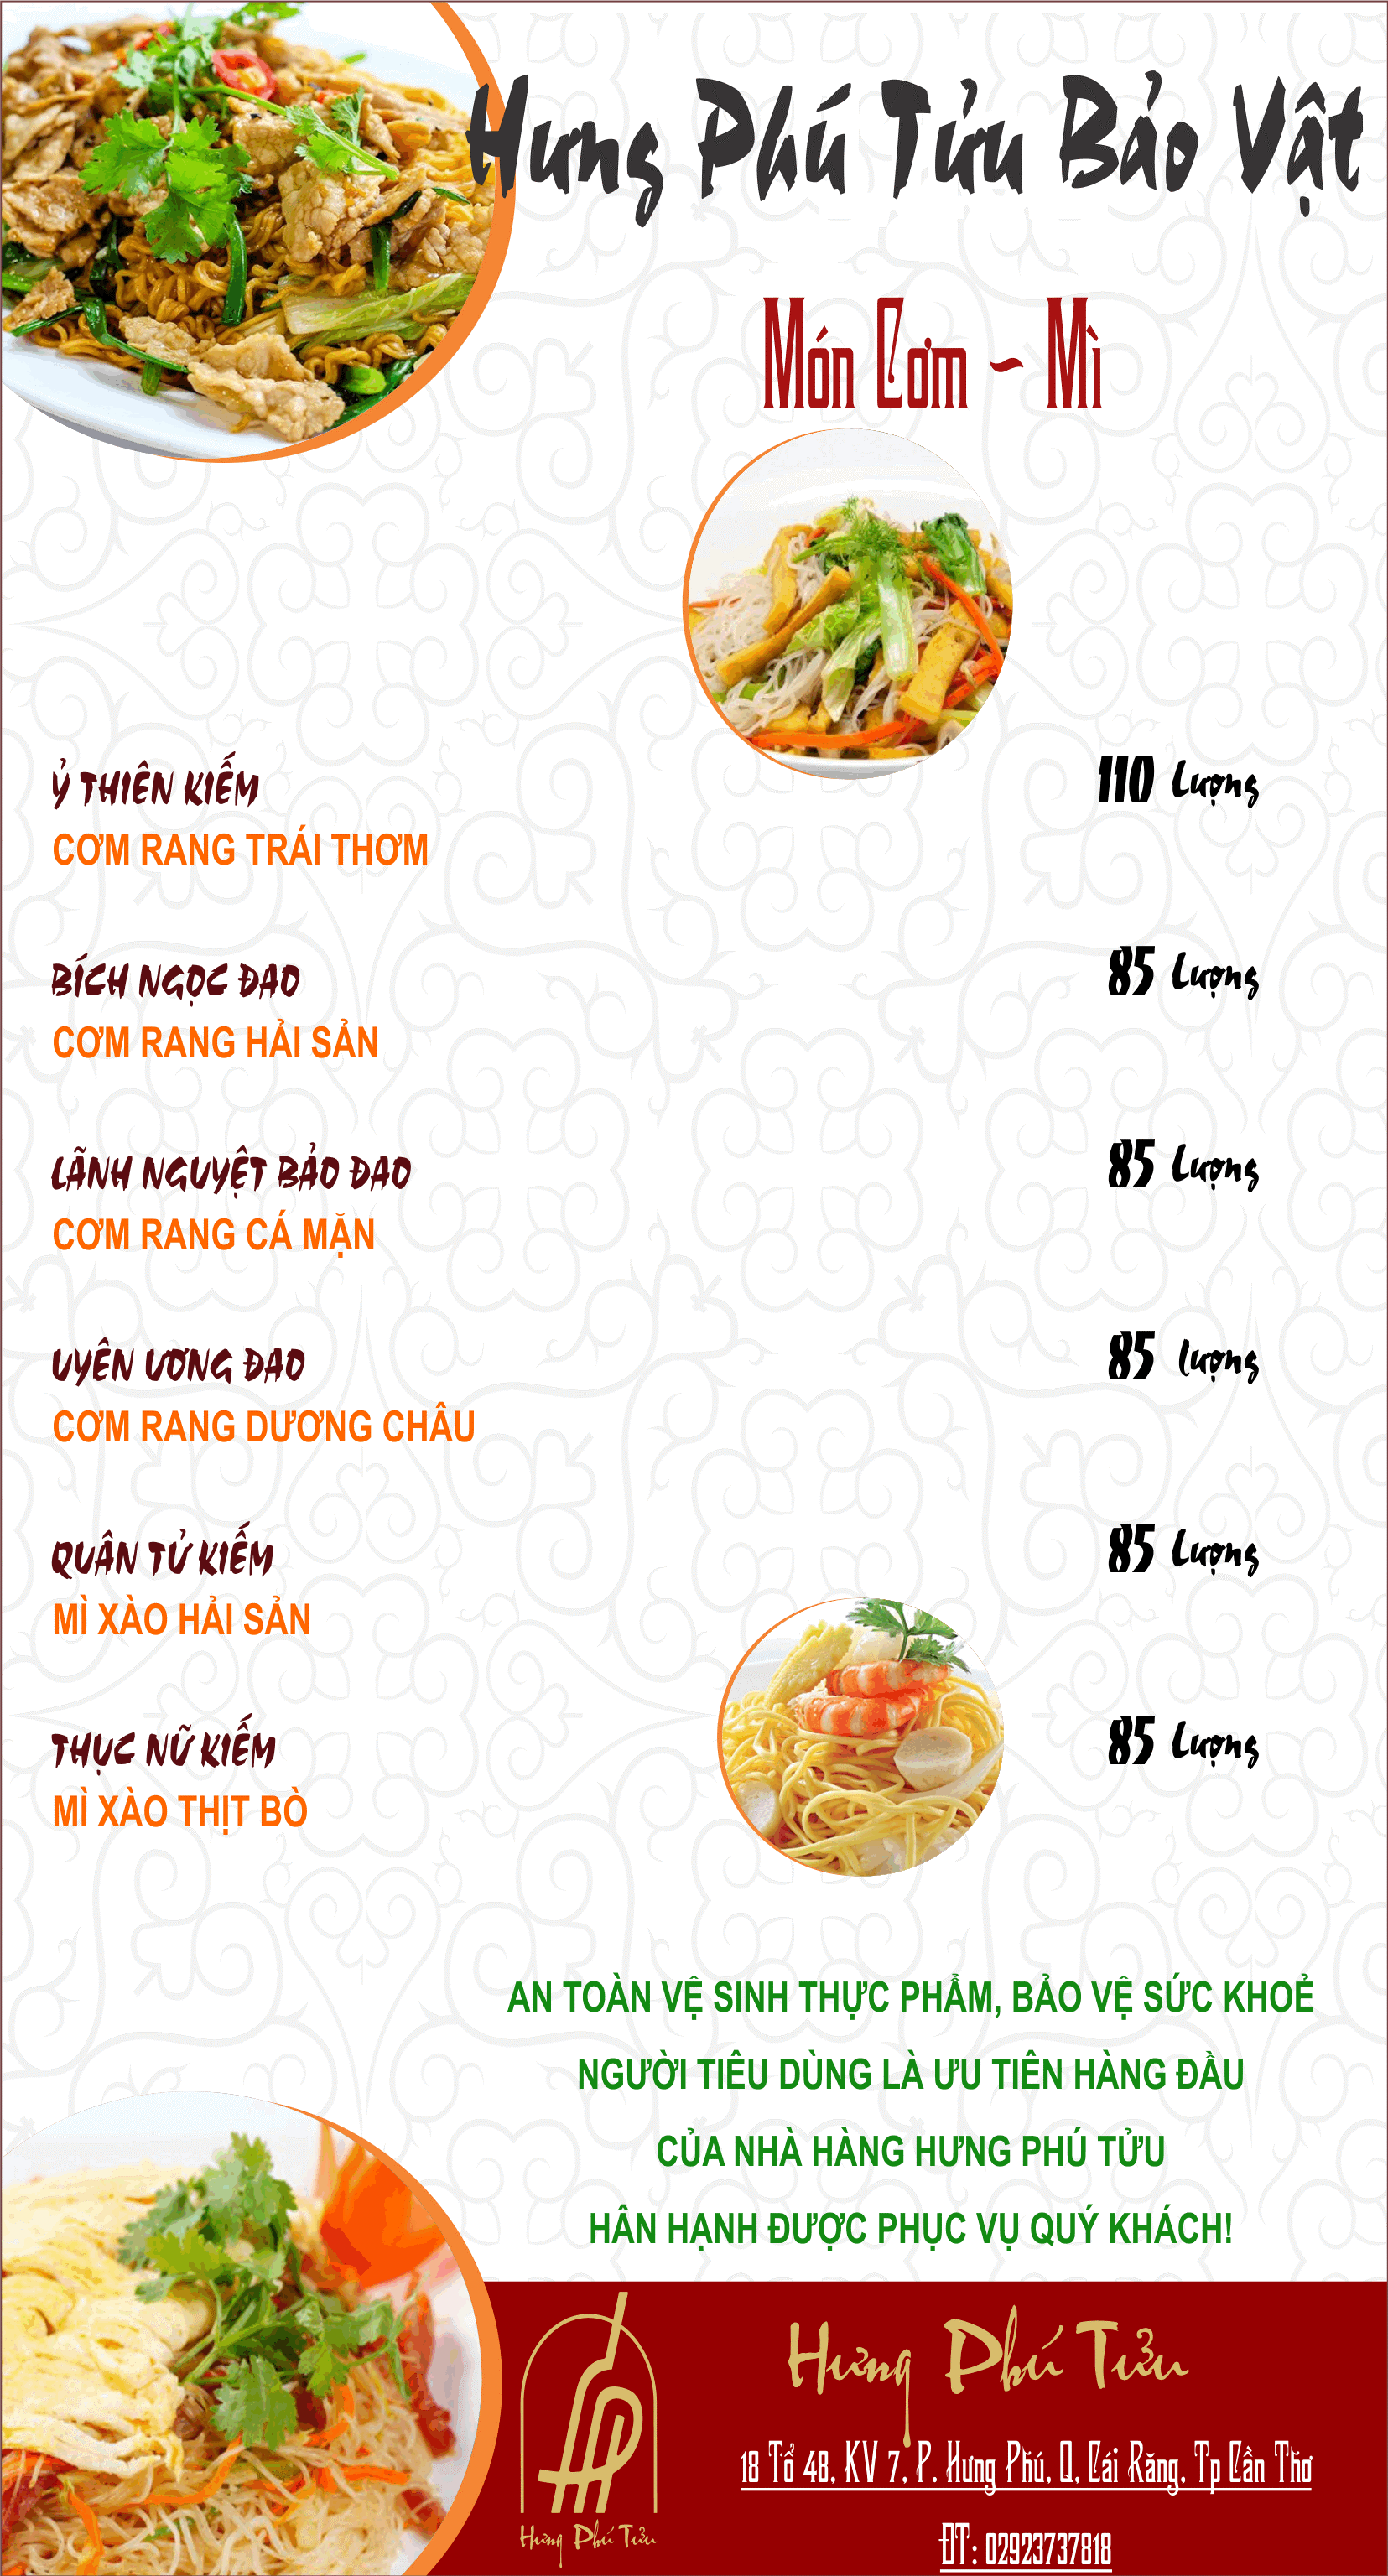 Hưng Phú Tửu Bảo Vật
Món Cơm ~ Mì
Ỷ THIÊN KIẾM 110 Lượng
CƠM RANG TRÁI THƠM
BÍCH NGỌC ĐAO 85 Lượng
CƠM RANG HẢI SẢN
LÃNH NGUYỆT BẢO ĐAO 85 Lượng
CƠM RANG CÁ MẶN
UYÊN ƯƠNG ĐAO 85 lượng
CƠM RANG DƯƠNG CHÂU
QUÂN TỬ KIẾM 85 Lượng
MÌ XÀO HẢI SẢN
THỤC NỮ KIẾM 85 Lượng
MÌ XÀO THỊT BÒ
AN TOÀN VỆ SINH THỰC PHẨM, BẢO VỆ SỨC KHOẺ
NGƯỜI TIÊU DÙNG LÀ ƯU TIÊN HÀNG ĐẦU
CỦA NHÀ HÀNG HƯNG PHÚ TỬU
HÂN HẠNH ĐƯỢC PHỤC VỤ QUÝ KHÁCH!
Hưng Phú Tửu
18 Tổ 48, KV 7, P. Hưng Phú, Q, Cái Răng, Tp Cần Thơ
Hưng Phú Tửu
ĐT: 02923737818